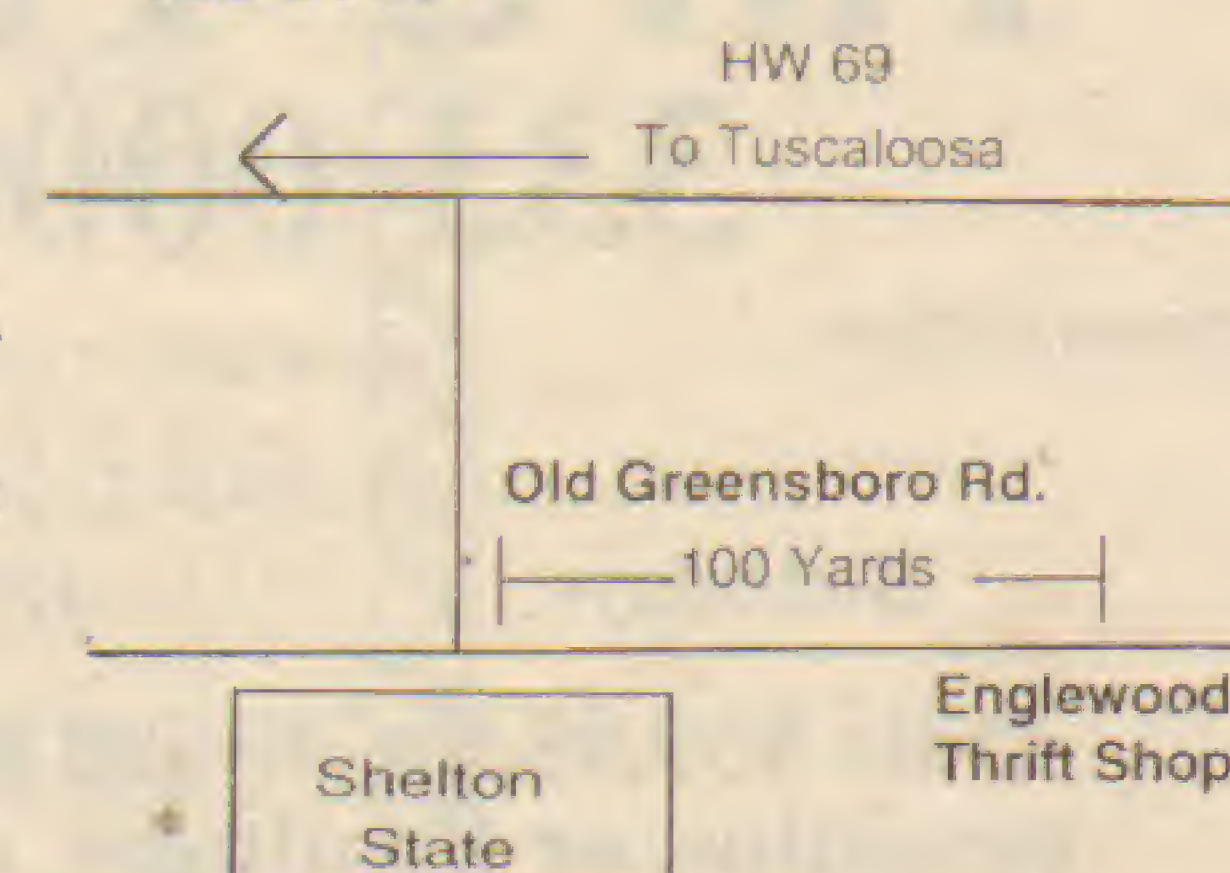 HW 69
To Tuscaloosa
Old Greensboro Rd.
100 Yards
Englewood
Thrift Shop
Shelton
State